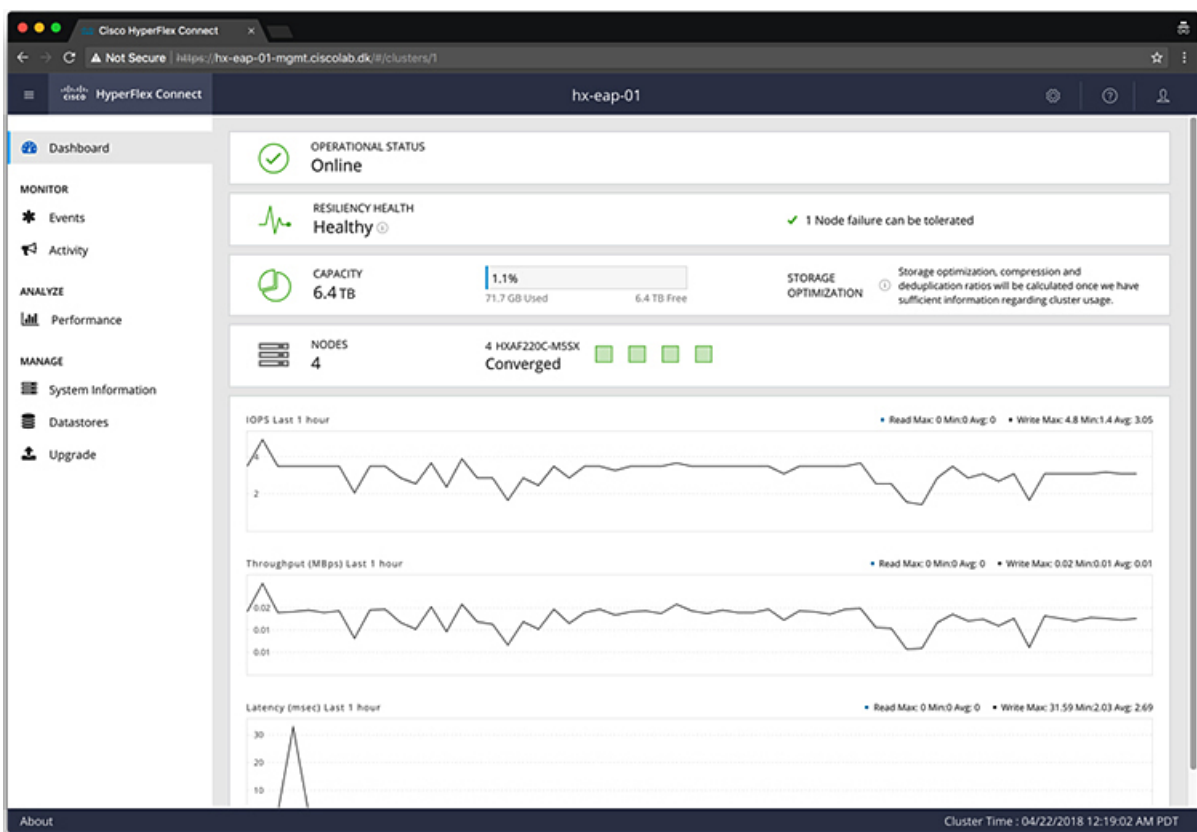 Cisco HyperFlex Connect
Not Secure https://hx-eap-01-mgmt.ciscolab.dk/#/clusters/1
cisco HyperFlex Connect
hx-eap-01
Dashboard
MONITOR
Events
Activity
ANALYZE
Performance
MANAGE
System Information
Datastores
Upgrade
OPERATIONAL STATUS
Online
RESILIENCY HEALTH
Healthy
1 Node failure can be tolerated
CAPACITY
6.4 TB
1.1%
71.7 GB Used 6.4 TB Free
STORAGE
OPTIMIZATION
Storage optimization, compression and
deduplication ratios will be calculated once we have
sufficient information regarding cluster usage.
NODES
4
4 HXAF220C-M5SX
Converged
IOPS Last 1 hour
Read Max: 0 Min:0 Avg: 0 Write Max: 4.8 Min:1.4 Avg: 3.05
4
2
Throughput (MBps) Last 1 hour
Read Max: 0 Min:0 Avg: 0 Write Max: 0.02 Min:0.01 Avg: 0.01
0.02
0.01
0.01
Latency (msec) Last 1 hour
Read Max: 0 Min:0 Avg: 0 Write Max: 31.59 Min:2.03 Avg: 2.69
30
20
10
About
Cluster Time : 04/22/2018 12:19:02 AM PDT